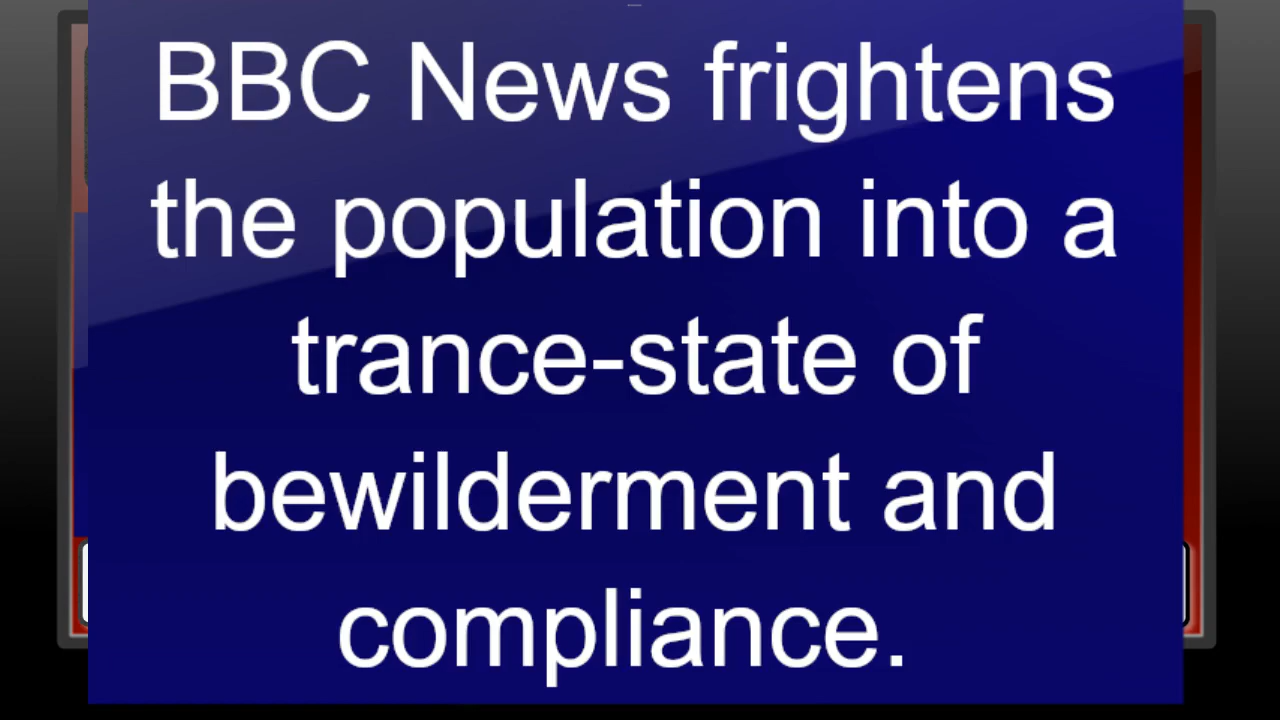 BBC News frightens
the population into a
trance-state of
bewilderment and
compliance.